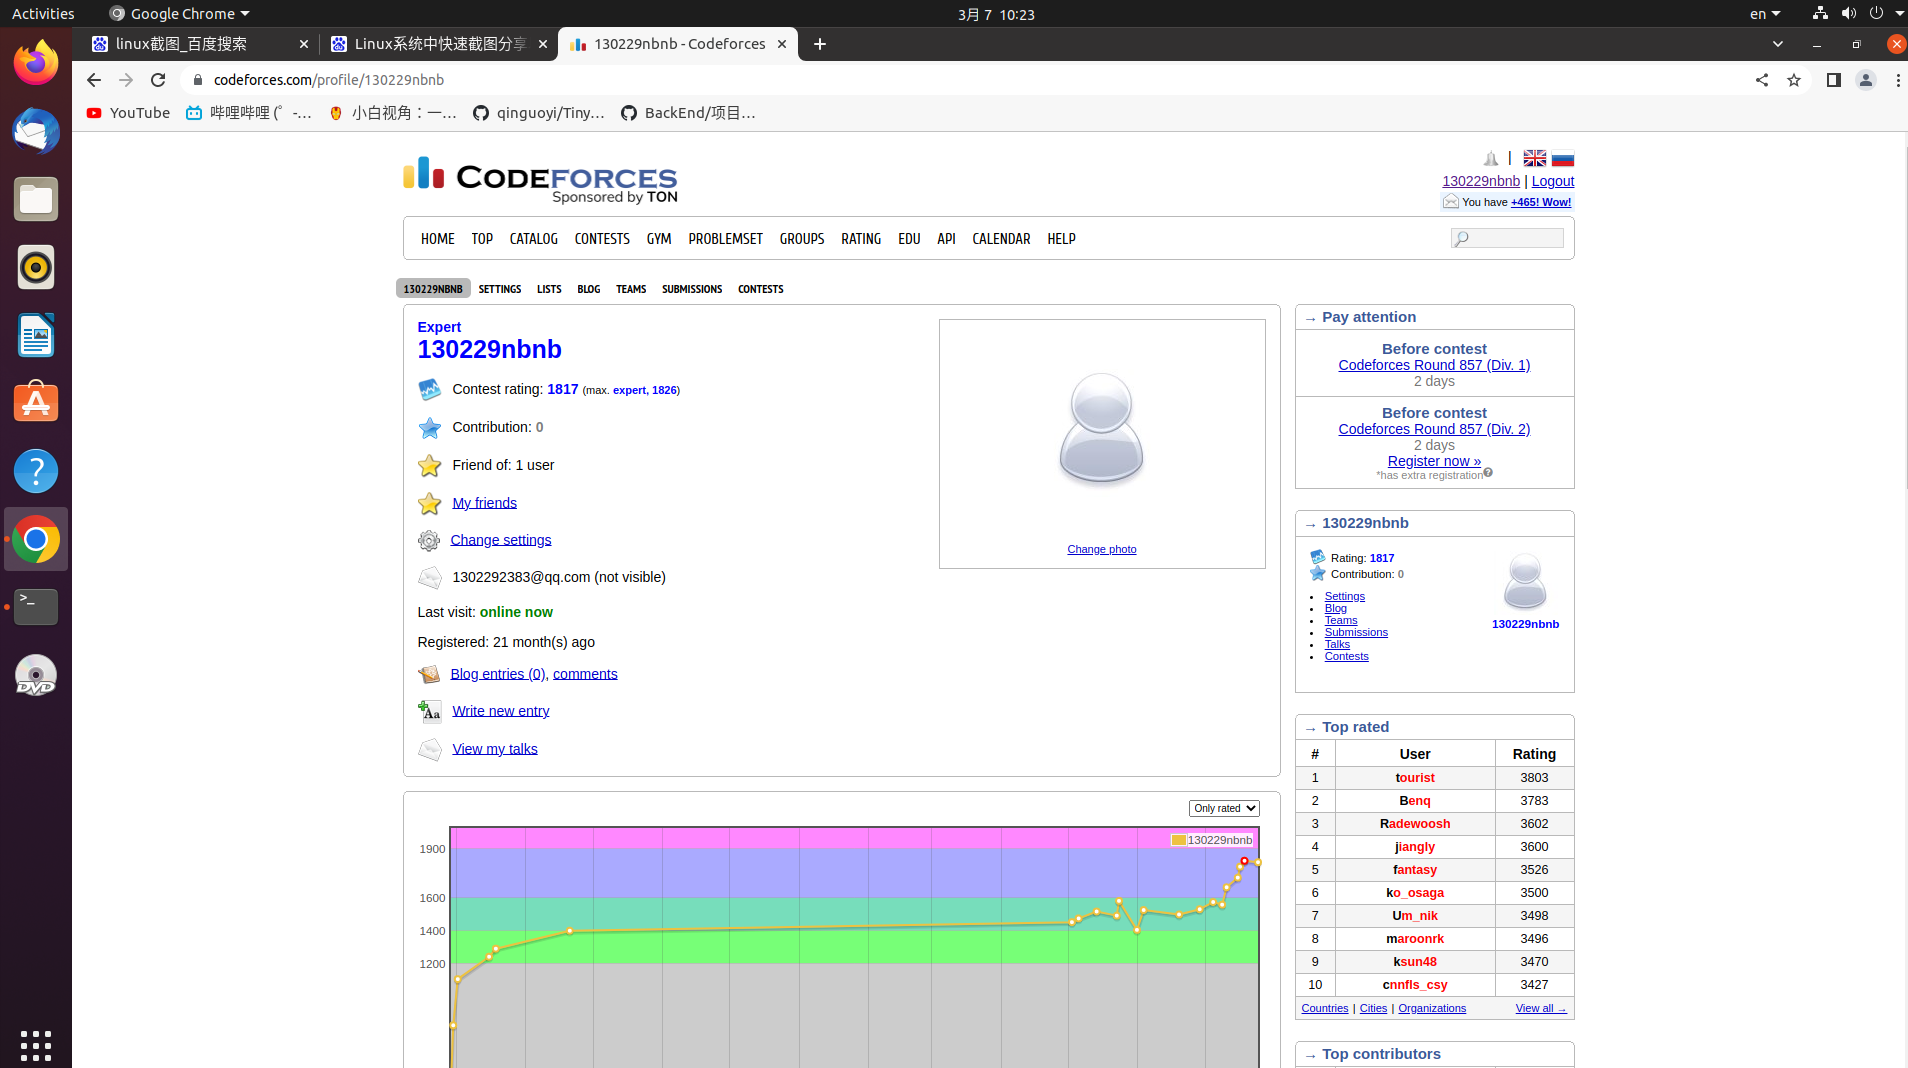 Activities
Google Chrome
3月 7 10:23
en
linux截图_百度搜索
Linux系统中快速截图分享
130229nbnb - Codeforces
codeforces.com/profile/130229nbnb
YouTube
哔哩哔哩 (゜-...
小白视角：一...
qinguoyi/Tiny...
BackEnd/项目...
CODEFORCES
Sponsored by TON
130229nbnb | Logout
You have +465! Wow!
HOME TOP CATALOG CONTESTS GYM PROBLEMSET GROUPS RATING EDU API CALENDAR HELP
130229NBNB SETTINGS LISTS BLOG TEAMS SUBMISSIONS CONTESTS
Expert
130229nbnb
Contest rating: 1817 (max. expert, 1826)
Contribution: 0
Friend of: 1 user
My friends
Change settings
1302292383@qq.com (not visible)
Last visit: online now
Registered: 21 month(s) ago
Blog entries (0), comments
Write new entry
View my talks
Change photo
Only rated
130229nbnb
1900
1600
1400
1200
→ Pay attention
Before contest
Codeforces Round 857 (Div. 1)
2 days
Before contest
Codeforces Round 857 (Div. 2)
2 days
Register now »
*has extra registration?
→ 130229nbnb
Rating: 1817
Contribution: 0
Settings
Blog
Teams
Submissions
Talks
Contests
130229nbnb
→ Top rated
# User Rating
1 tourist 3803
2 Benq 3783
3 Radewoosh 3602
4 jiangly 3600
5 fantasy 3526
6 ko_osaga 3500
7 Um_nik 3498
8 maroonrk 3496
9 ksun48 3470
10 cnnfls_csy 3427
Countries | Cities | Organizations View all →
→ Top contributors
Aa
DVD
>_
?